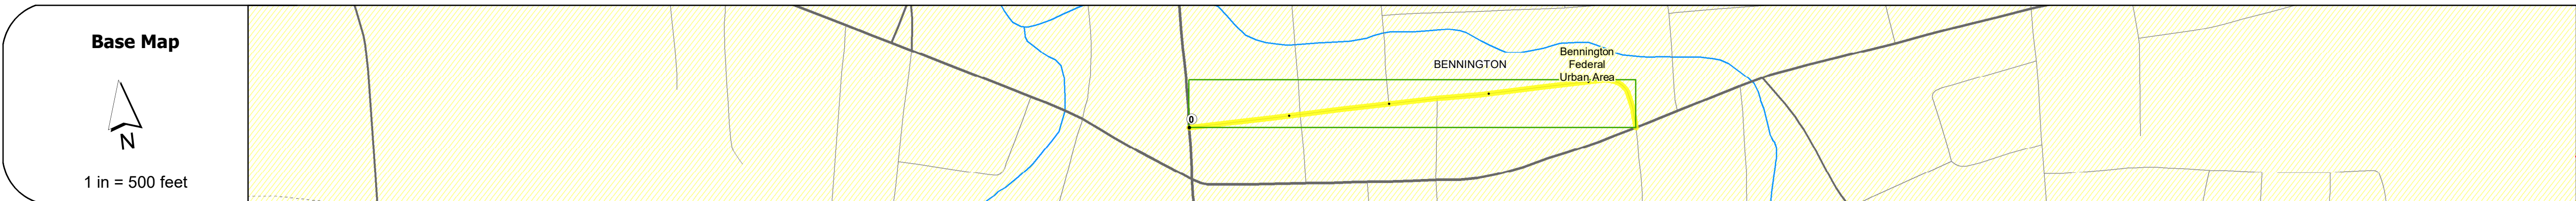 Base Map
N
1 in = 500 feet
BENNINGTON
Bennington
Federal
Urban Area
0